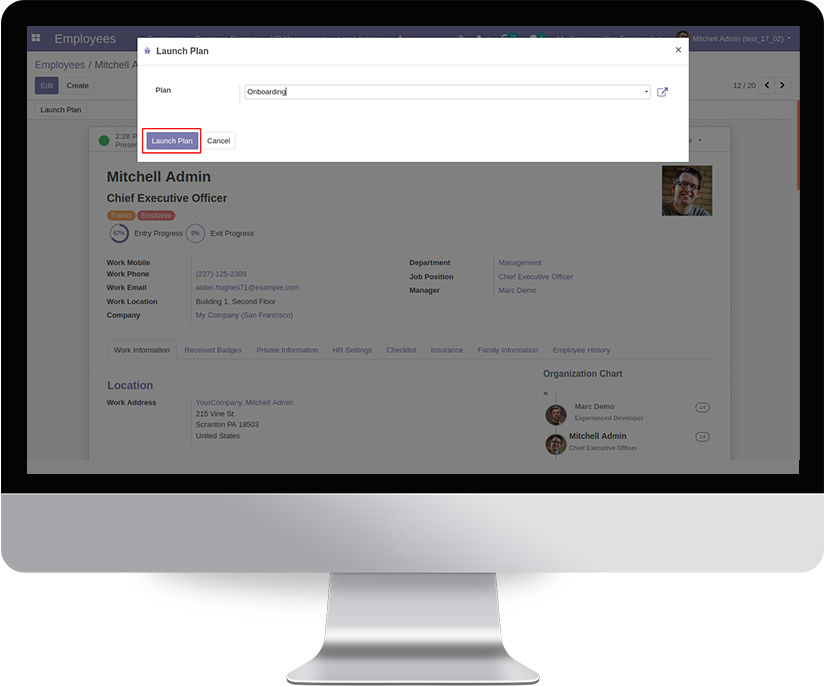 Employees
Mitchell Admin (test_17_02)
Launch Plan
×
Employees / Mitchell A
Plan
Onboarding
Edit
Create
12 / 20
Launch Plan
Launch Plan
Cancel
2:28 P
Presen
Mitchell Admin
Chief Executive Officer
Trainer
Employee
67%
Entry Progress
0%
Exit Progress
Work Mobile
Work Phone
(237)-125-2389
Work Email
aiden.hughes71@example.com
Work Location
Building 1, Second Floor
Company
My Company (San Francisco)
Department
Management
Job Position
Chief Executive Officer
Manager
Marc Demo
Work Information
Received Badges
Private Information
HR Settings
Checklist
Insurance
Family Information
Employee History
Location
Work Address
YourCompany, Mitchell Admin
215 Vine St
Scranton PA 18503
United States
Organization Chart
Marc Demo
14
Experienced Developer
Mitchell Admin
14
Chief Executive Officer